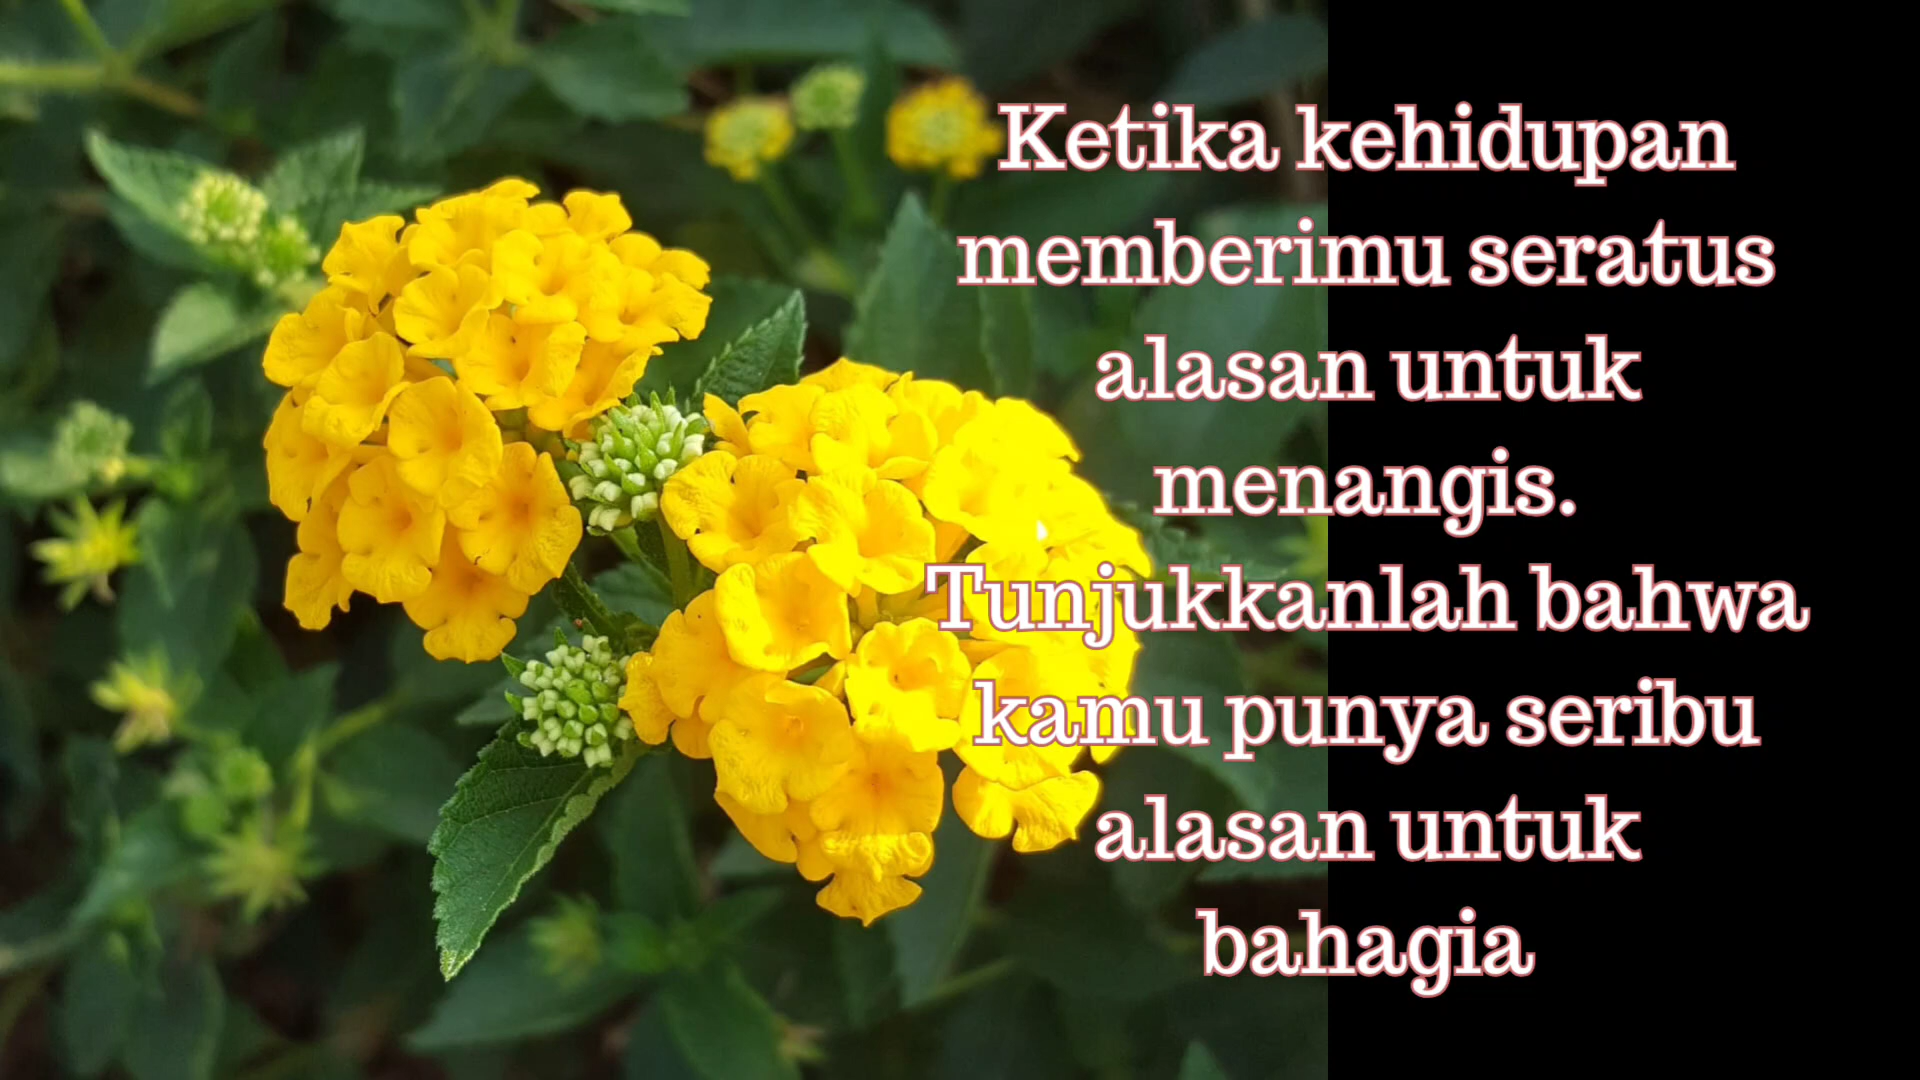 Ketika kehidupan
memberimu seratus
alasan untuk
menangis.
Tunjukkanlah bahwa
kamu punya seribu
alasan untuk
bahagia